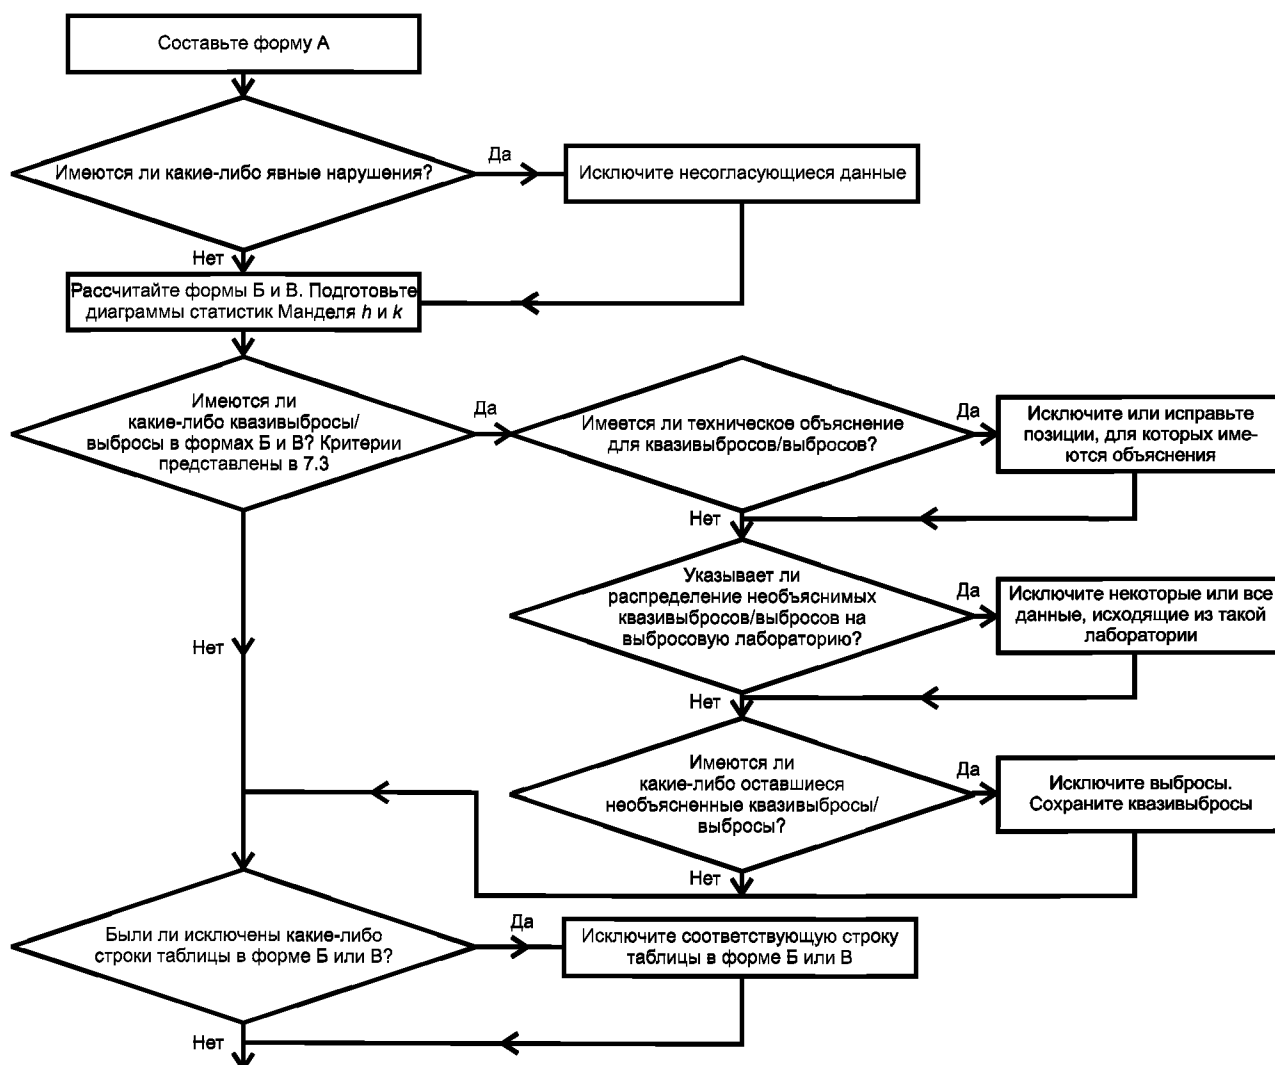 Составьте форму А
Имеются ли какие-либо явные нарушения?
Да
Исключите несогласующиеся данные
Нет
Рассчитайте формы Б и В. Подготовьте
диаграммы статистик Манделя h и k
Имеются ли
какие-либо квазивыбросы/
выбросы в формах Б и В? Критерии
представлены в 7.3
Да
Имеется ли техническое объяснение
для квазивыбросов/выбросов?
Да
Исключите или исправьте
позиции, для которых име-
ются объяснения
Нет
Указывает ли
распределение необъяснимых
квазивыбросов/выбросов на
выбросовую лабораторию?
Да
Исключите некоторые или все
данные, исходящие из такой
лаборатории
Нет
Нет
Имеются ли
какие-либо оставшиеся
необъясненные квазивыбросы/
выбросы?
Да
Исключите выбросы.
Сохраните квазивыбросы
Нет
Были ли исключены какие-либо
строки таблицы в форме Б или В?
Да
Исключите соответствующую строку
таблицы в форме Б или В
Нет